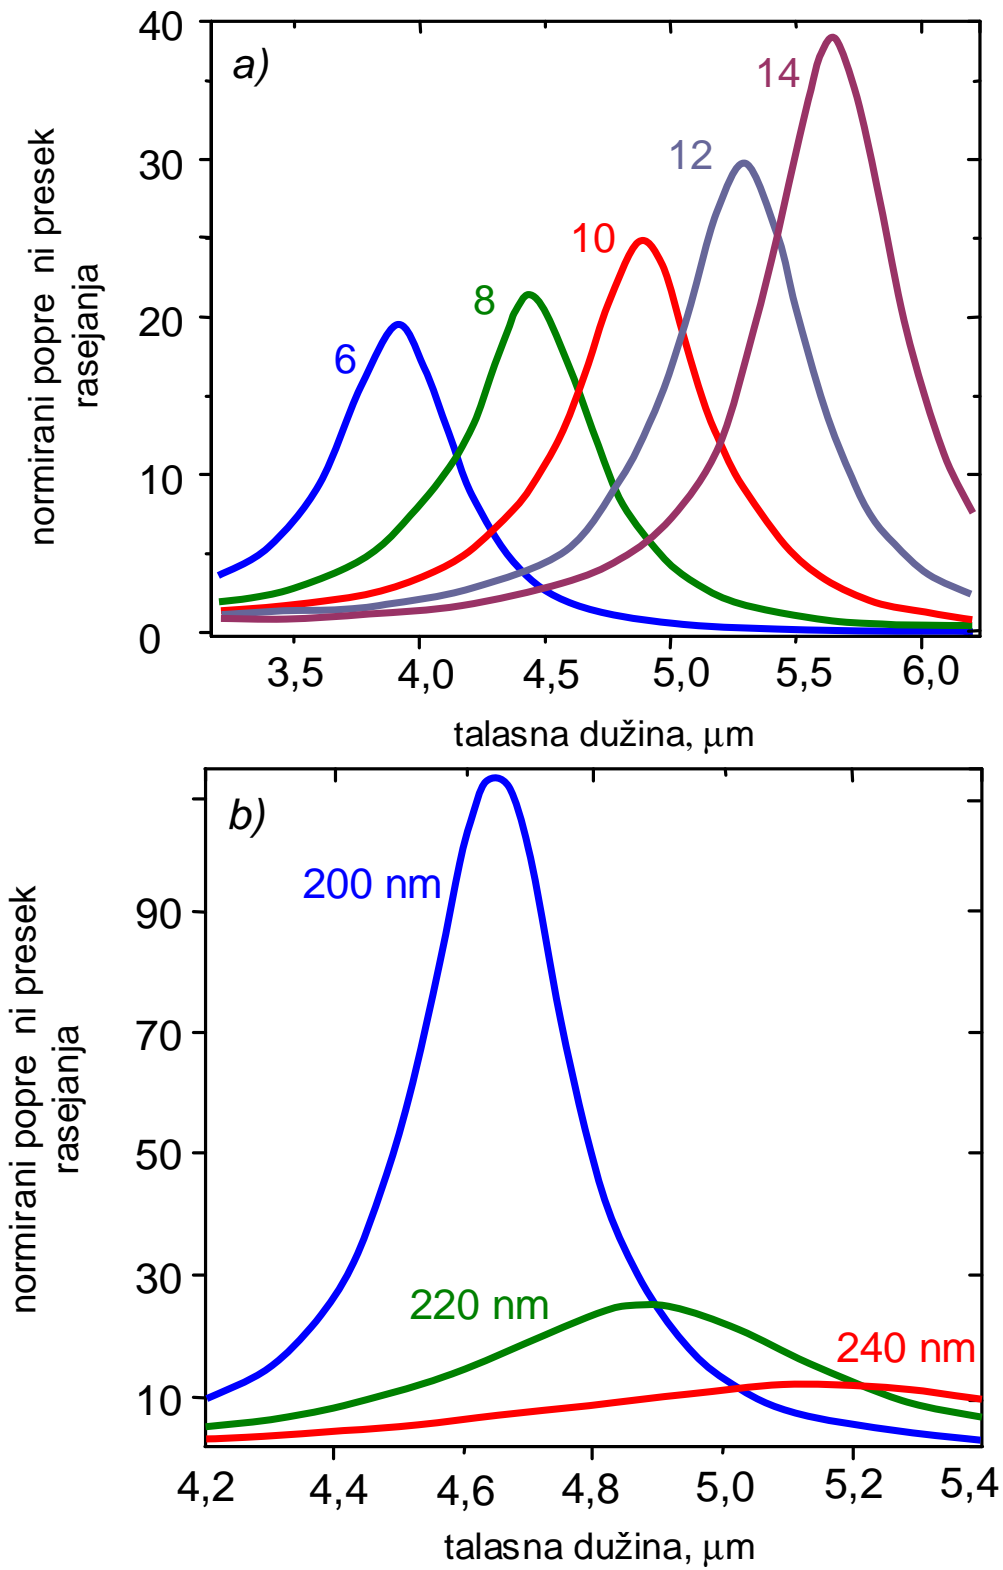 40
30
20
10
0
a)
6
8
10
12
14
normirani popre ni presek
rasejanja
3,5 4,0 4,5 5,0 5,5 6,0
talasna dužina, μm
b)
90
70
50
30
10
200 nm
220 nm
240 nm
normirani popre ni presek
rasejanja
4,2 4,4 4,6 4,8 5,0 5,2 5,4
talasna dužina, μm